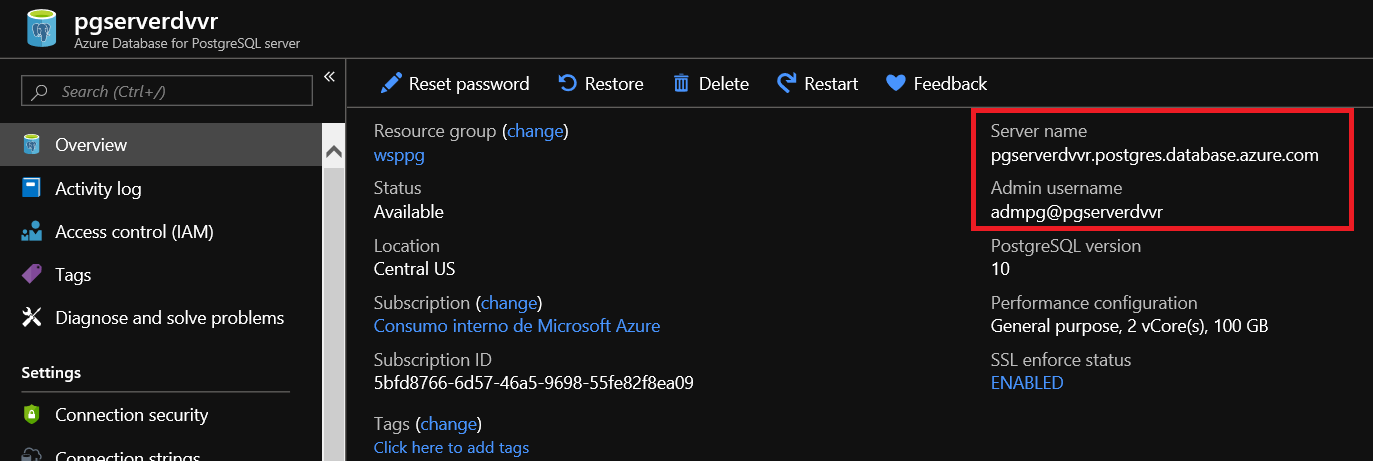 pgserverdvvr
Azure Database for PostgreSQL server
Search (Ctrl+/)
«
Overview
Activity log
Access control (IAM)
Tags
Diagnose and solve problems
Settings
Connection security
Connection strings
Reset password
Restore
Delete
Restart
Feedback
Resource group (change)
wsppg
Status
Available
Location
Central US
Subscription (change)
Consumo interno de Microsoft Azure
Subscription ID
5bfd8766-6d57-46a5-9698-55fe82f8ea09
Tags (change)
Click here to add tags
Server name
pgserverdvvr.postgres.database.azure.com
Admin username
admpg@pgserverdvvr
PostgreSQL version
10
Performance configuration
General purpose, 2 vCore(s), 100 GB
SSL enforce status
ENABLED